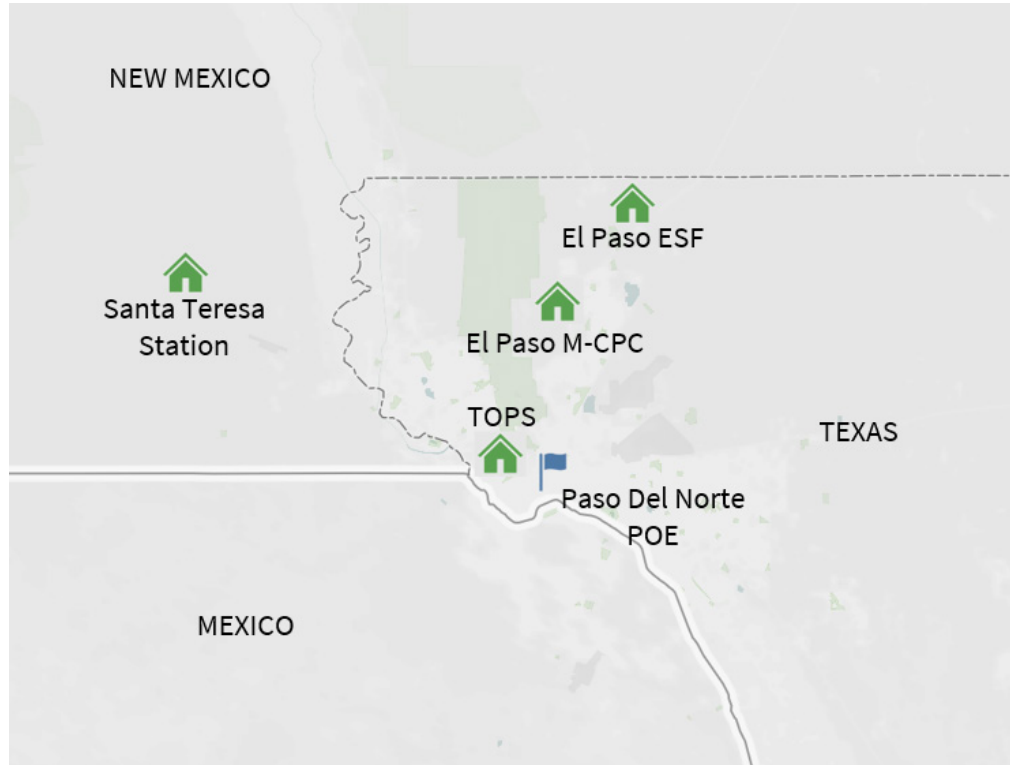 NEW MEXICO
El Paso ESF
Santa Teresa
Station
El Paso M-CPC
TOPS
TEXAS
Paso Del Norte
POE
MEXICO